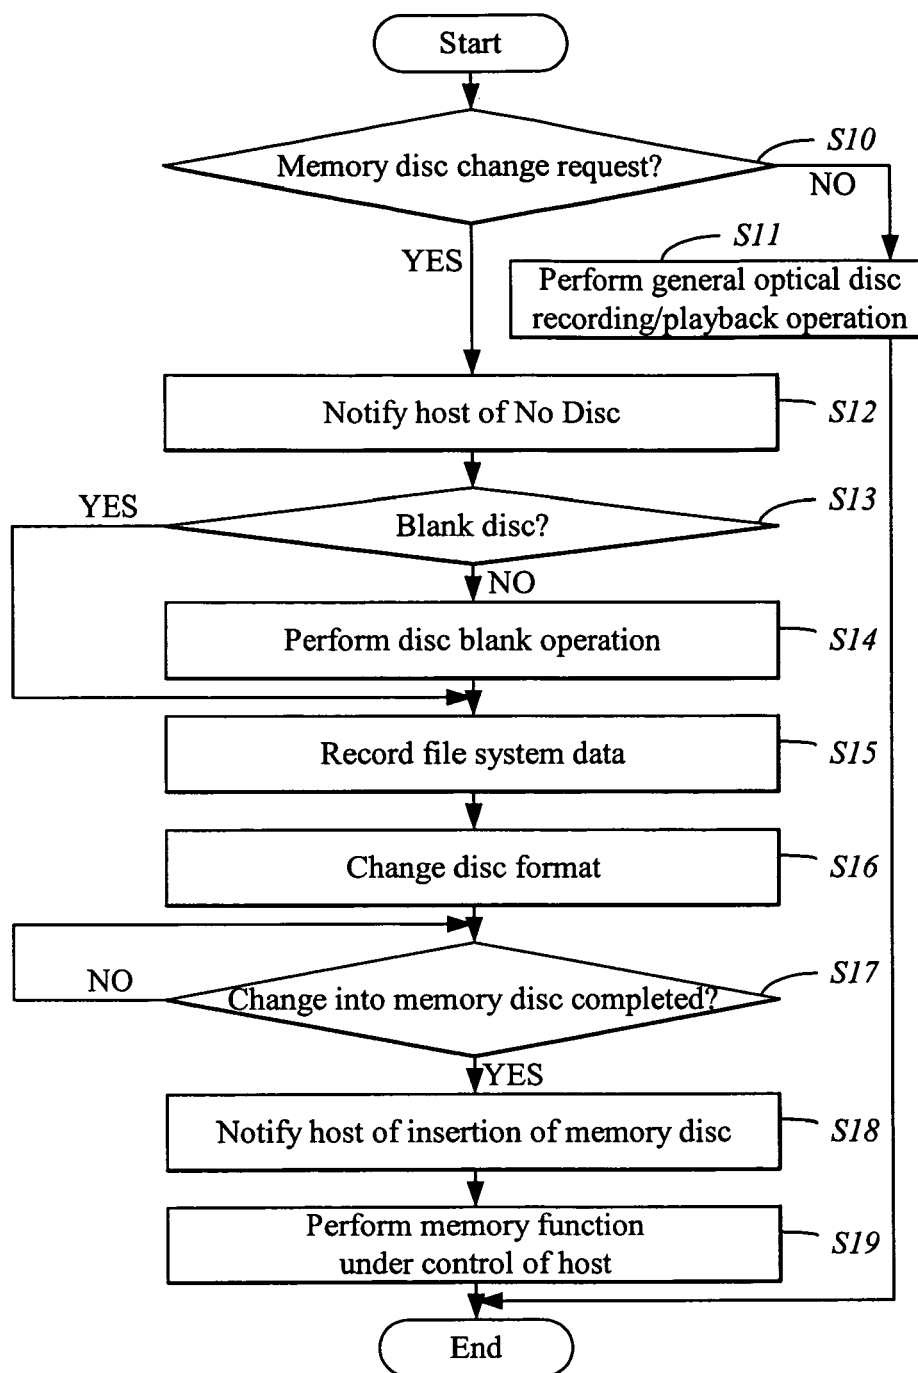 Start
Memory disc change request?
S10
NO
YES
S11
Perform general optical disc
recording/playback operation
Notify host of No Disc
S12
YES
Blank disc?
S13
NO
Perform disc blank operation
S14
Record file system data
S15
Change disc format
S16
NO
Change into memory disc completed?
S17
YES
Notify host of insertion of memory disc
S18
Perform memory function
under control of host
S19
End